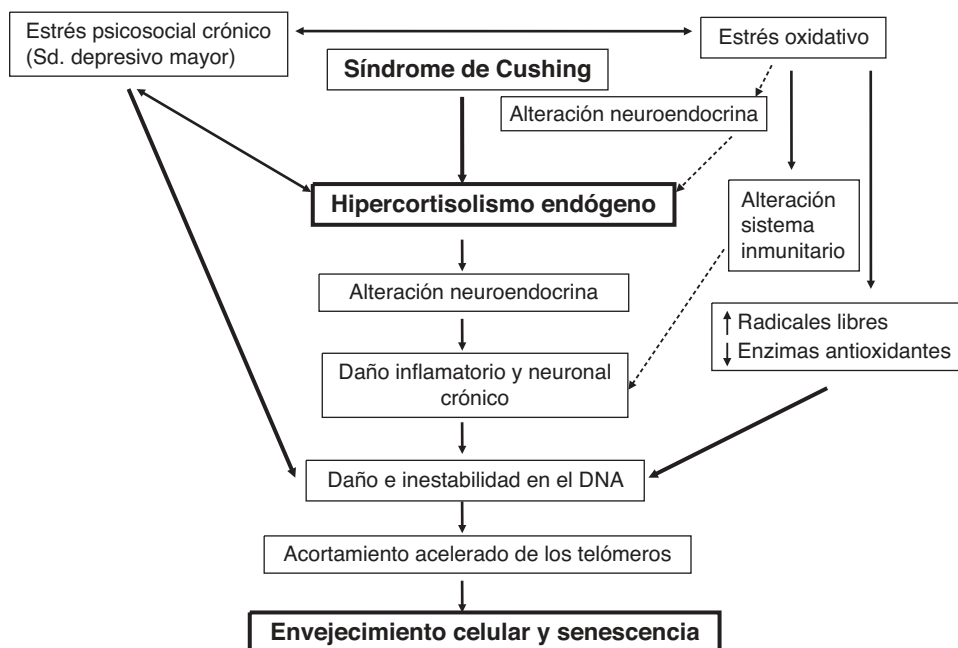 Estrés psicosocial crónico
(Sd. depresivo mayor)
Estrés oxidativo
Síndrome de Cushing
Alteración neuroendocrina
Hipercortisolismo endógeno
Alteración
sistema
inmunitario
Alteración neuroendocrina
↑ Radicales libres
↓ Enzimas antioxidantes
Daño inflamatorio y neuronal
crónico
Daño e inestabilidad en el DNA
Acortamiento acelerado de los telómeros
Envejecimiento celular y senescencia